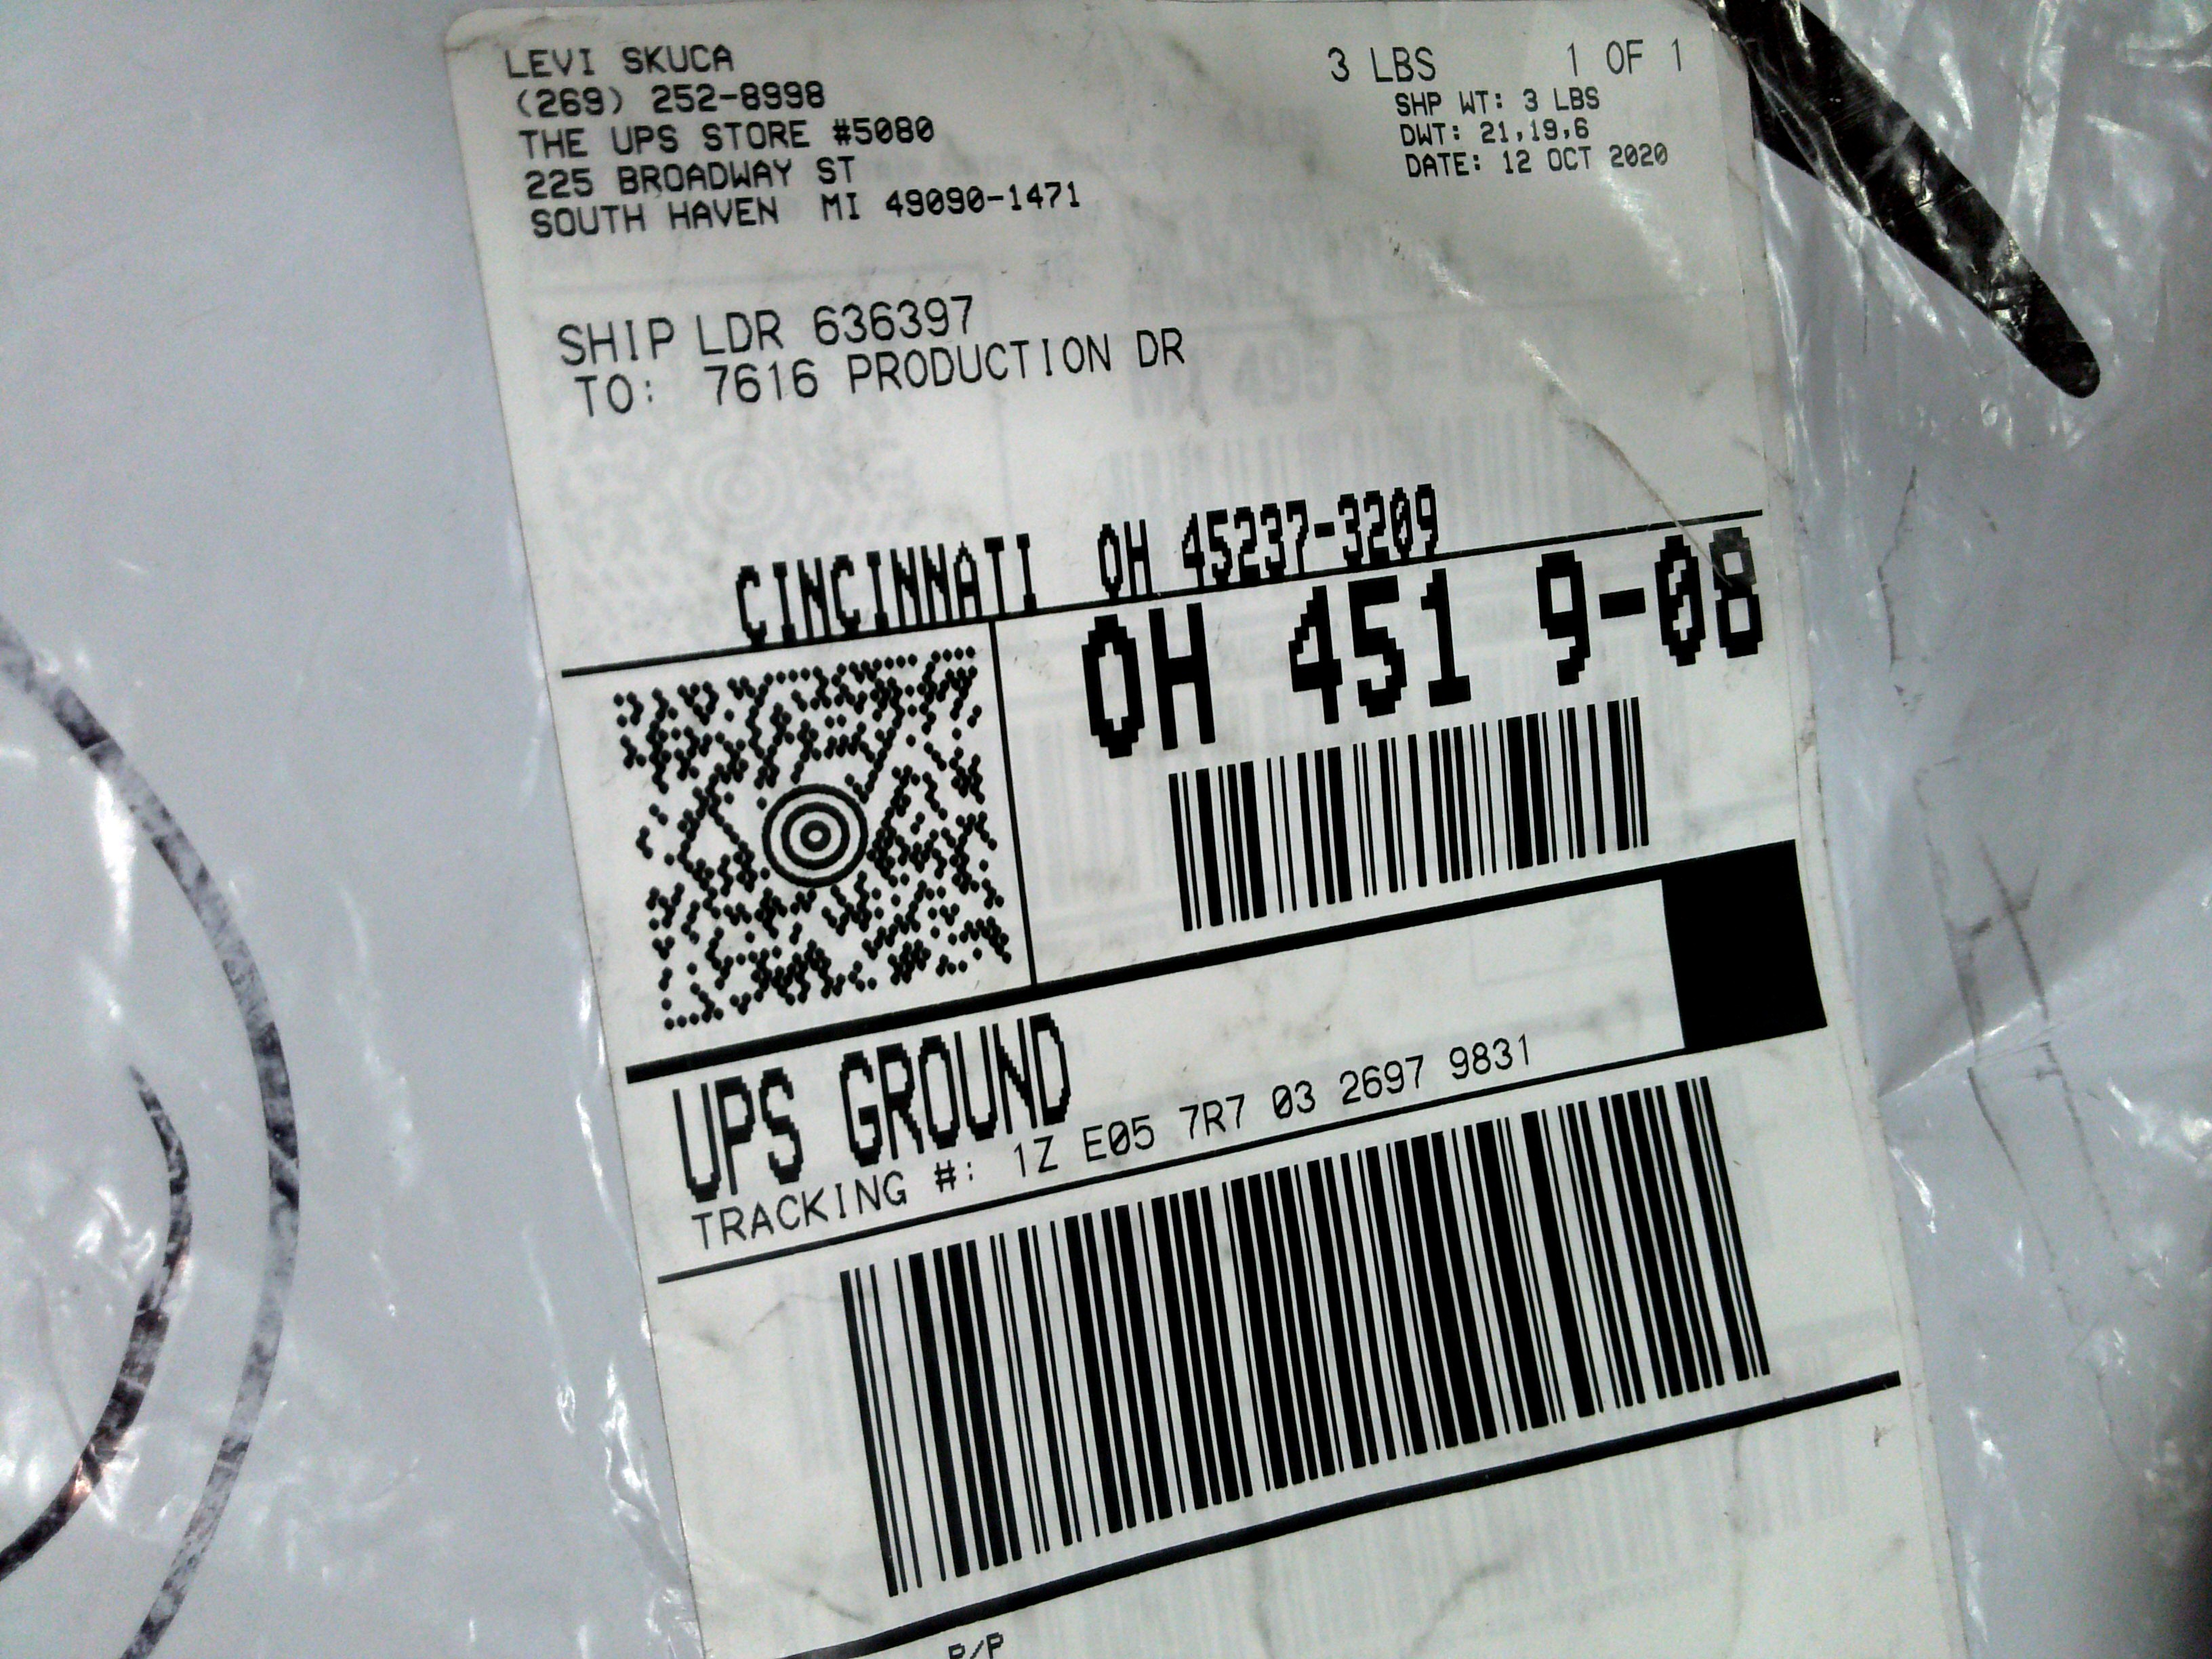 LEVI SKUCA
(269) 252-8998
THE UPS STORE #5080
225 BROADWAY ST
SOUTH HAVEN MI 49090-1471
3 LBS 1 OF 1
SHP WT: 3 LBS
DWT: 21,19,6
DATE: 12 OCT 2020
SHIP LDR 636397
TO: 7616 PRODUCTION DR
CINCINNATI OH 45237-3209
OH 451 9-08
UPS GROUND
TRACKING #: 1Z E05 7R7 03 2697 9831
P/P